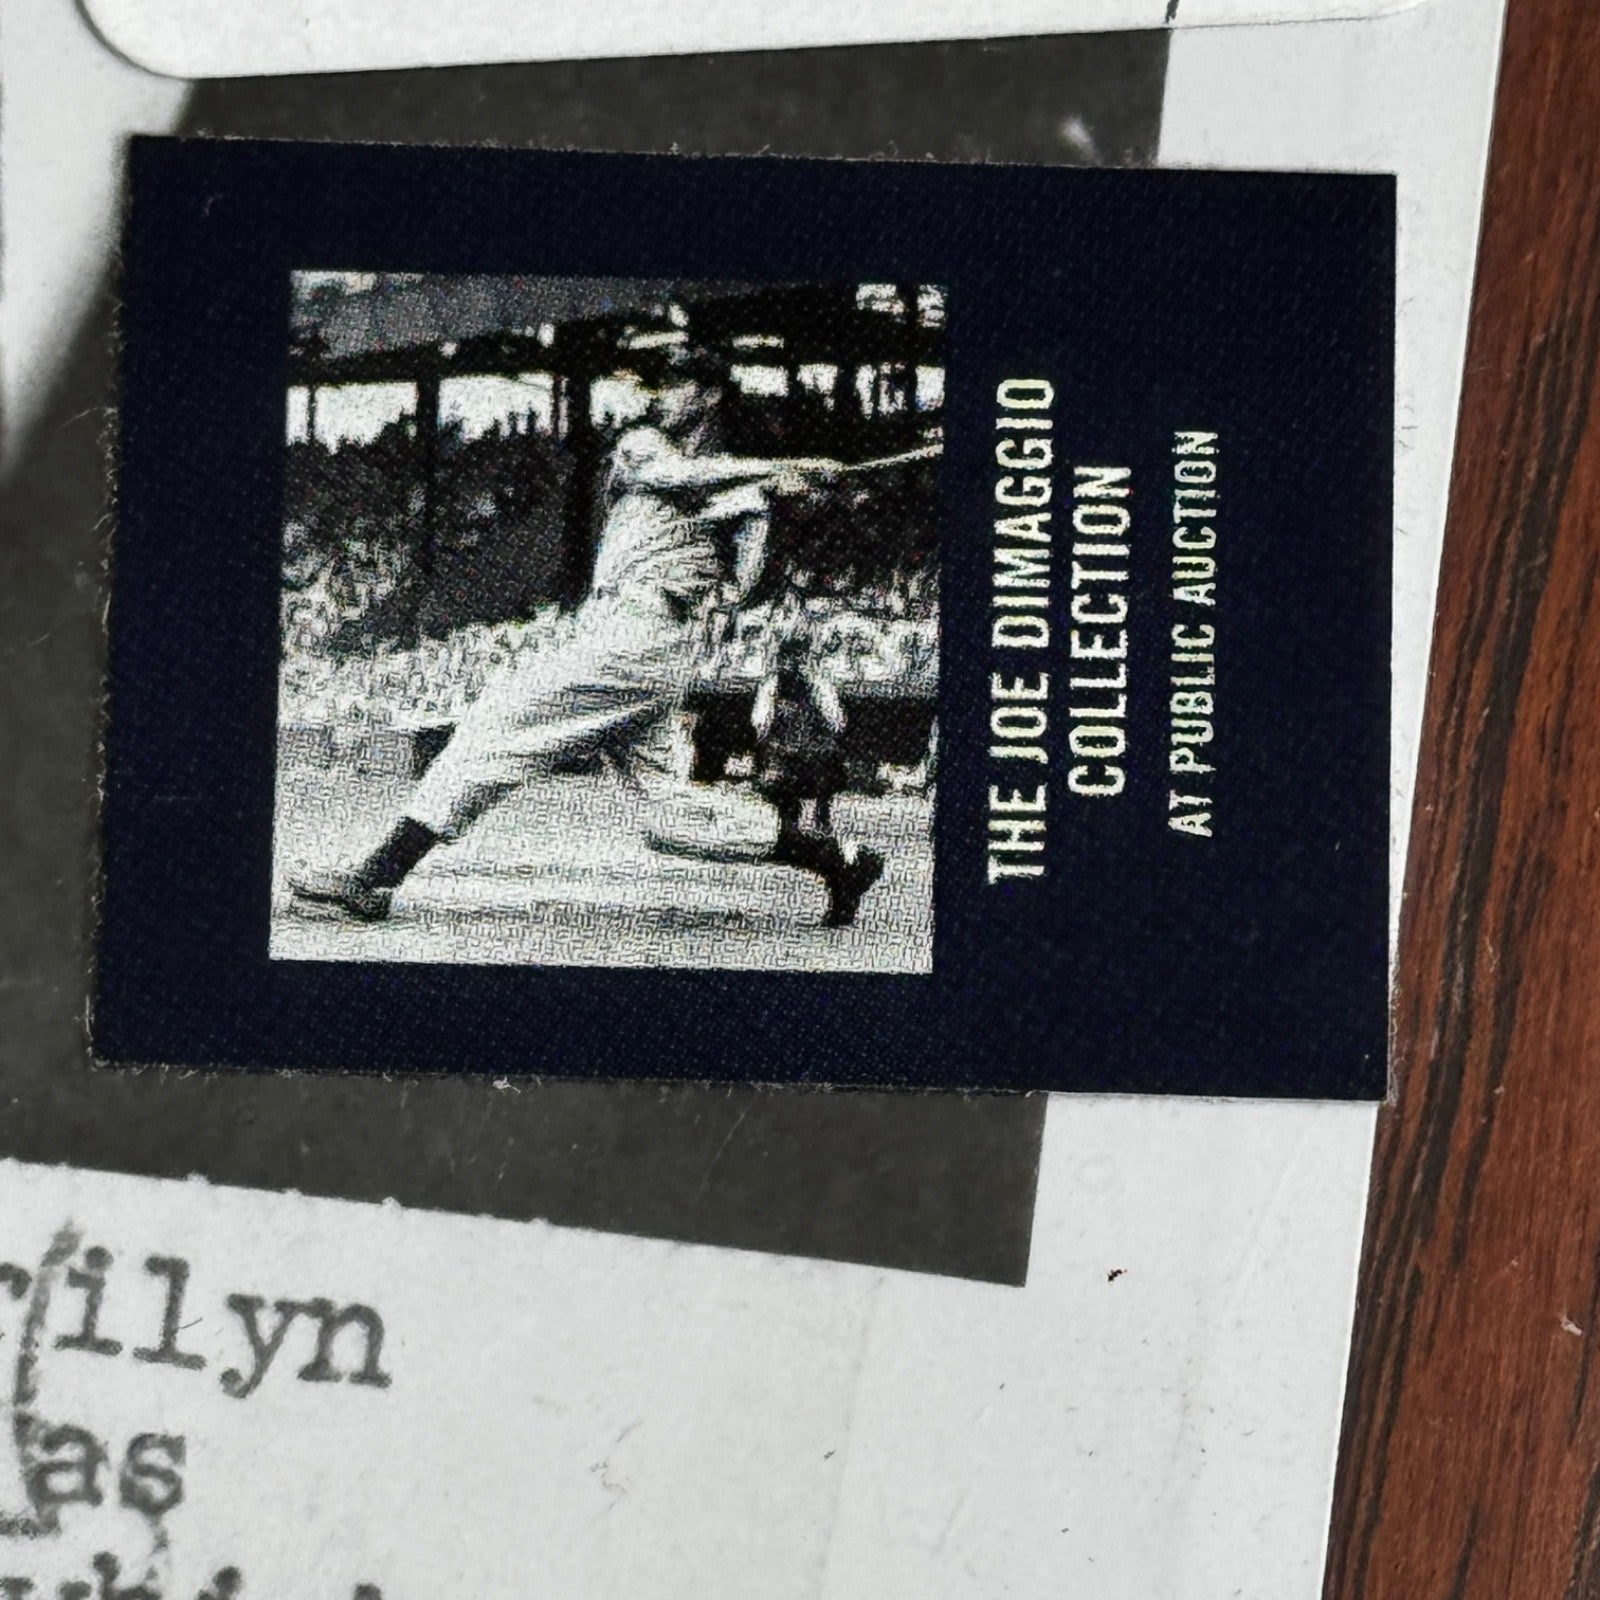 THE JOE DIMAGGIO
COLLECTION
AT PUBLIC AUCTION
rilyn
as